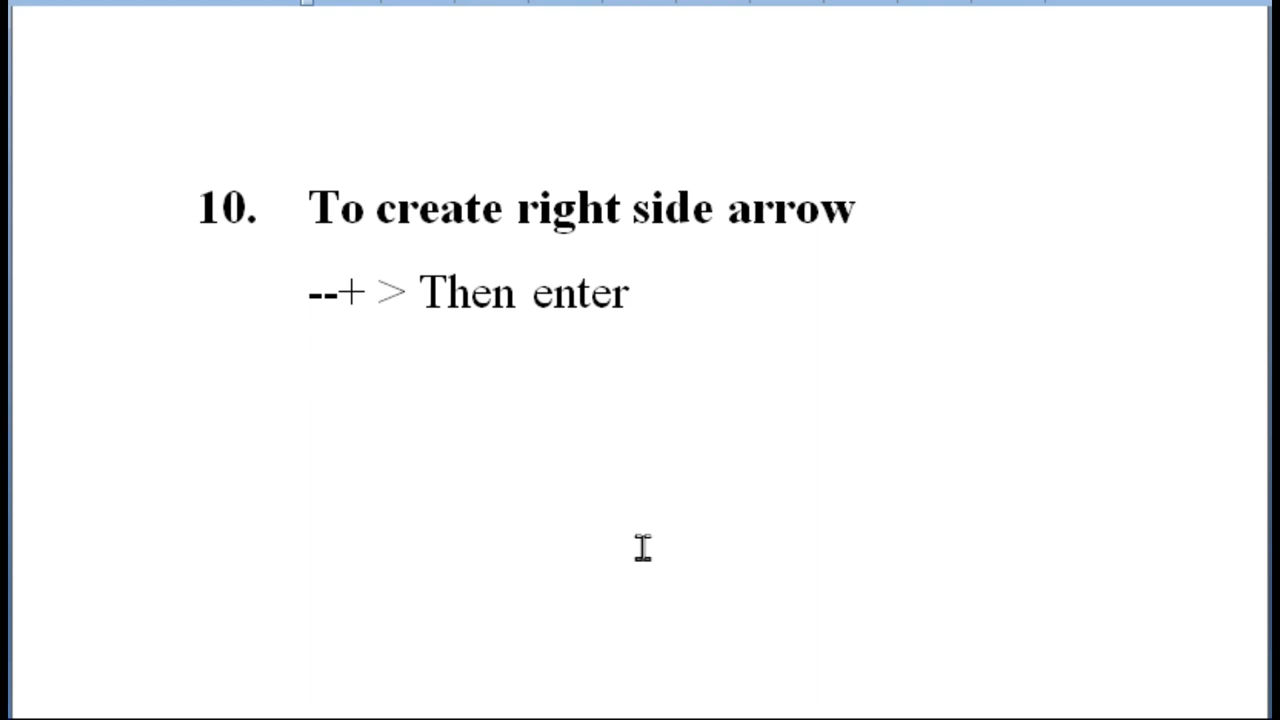 10. To create right side arrow
--+ > Then enter